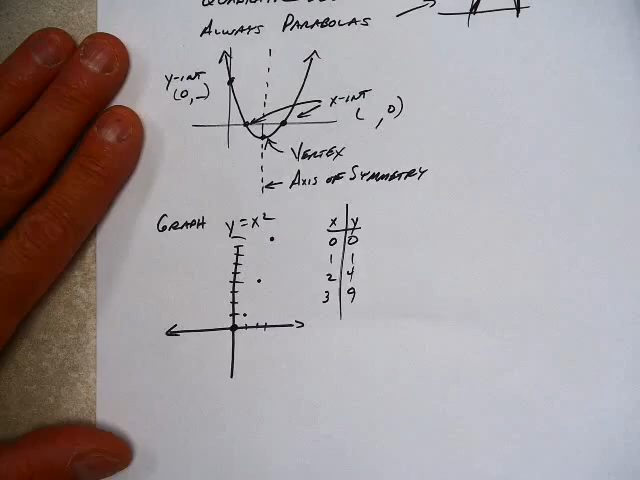 ALWAYS PARABOLAS
Y-INT
(0, _)
X-INT
( , 0)
VERTEX
AXIS OF SYMMETRY
GRAPH y = x²
x y
0 0
1 1
2 4
3 9